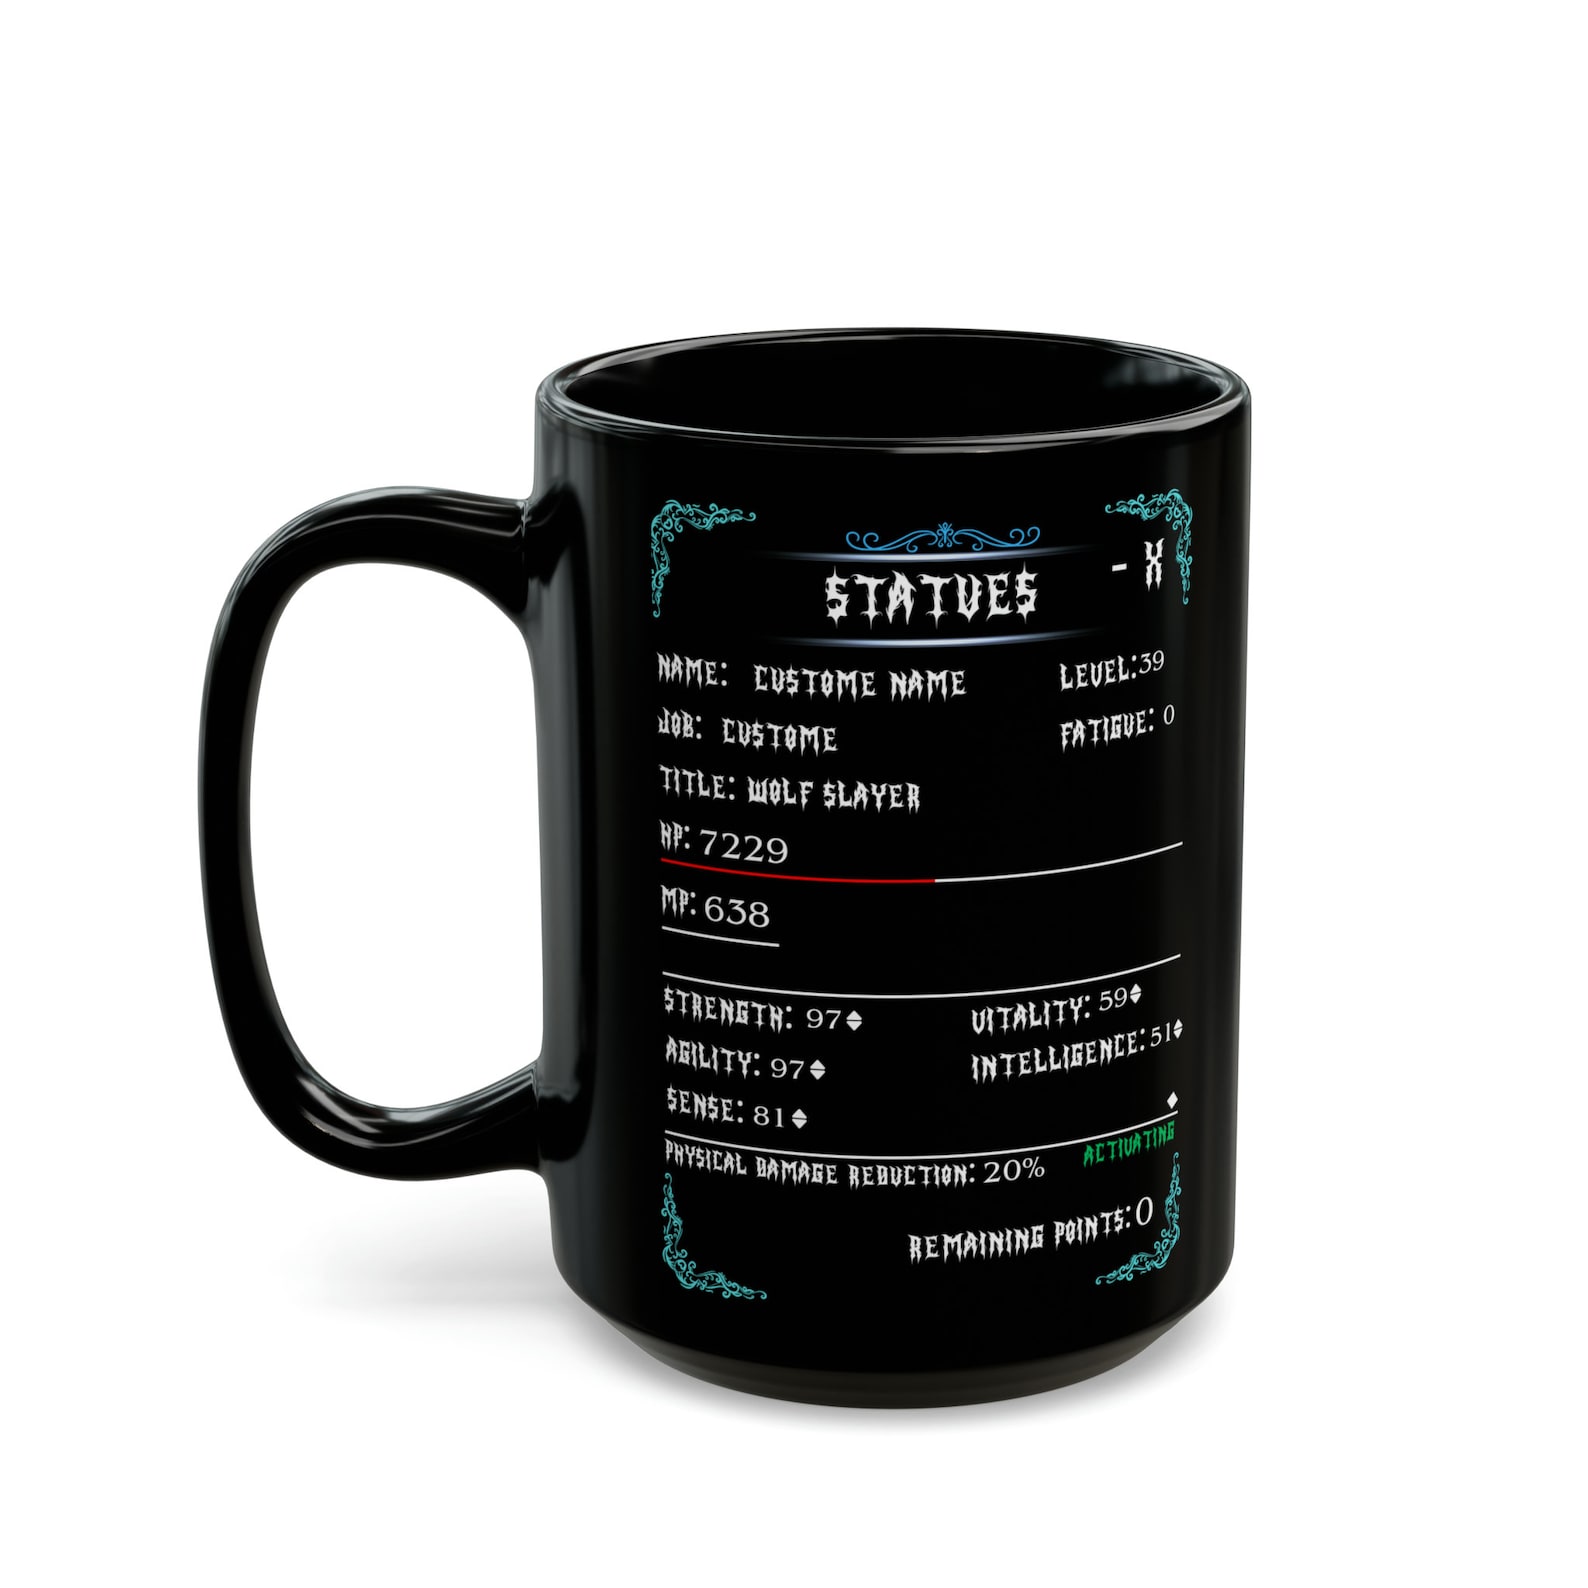 - X
STATUES
NAME: CUSTOME NAME LEVEL:39
JOB: CUSTOME FATIGUE: 0
TITLE: WOLF SLAYER
HP: 7229
MP: 638
STRENGTH: 97 VITALITY: 59
AGILITY: 97 INTELLIGENCE: 51
SENSE: 81
PHYSICAL DAMAGE REDUCTION: 20% ACTIVATING
REMAINING POINTS: 0